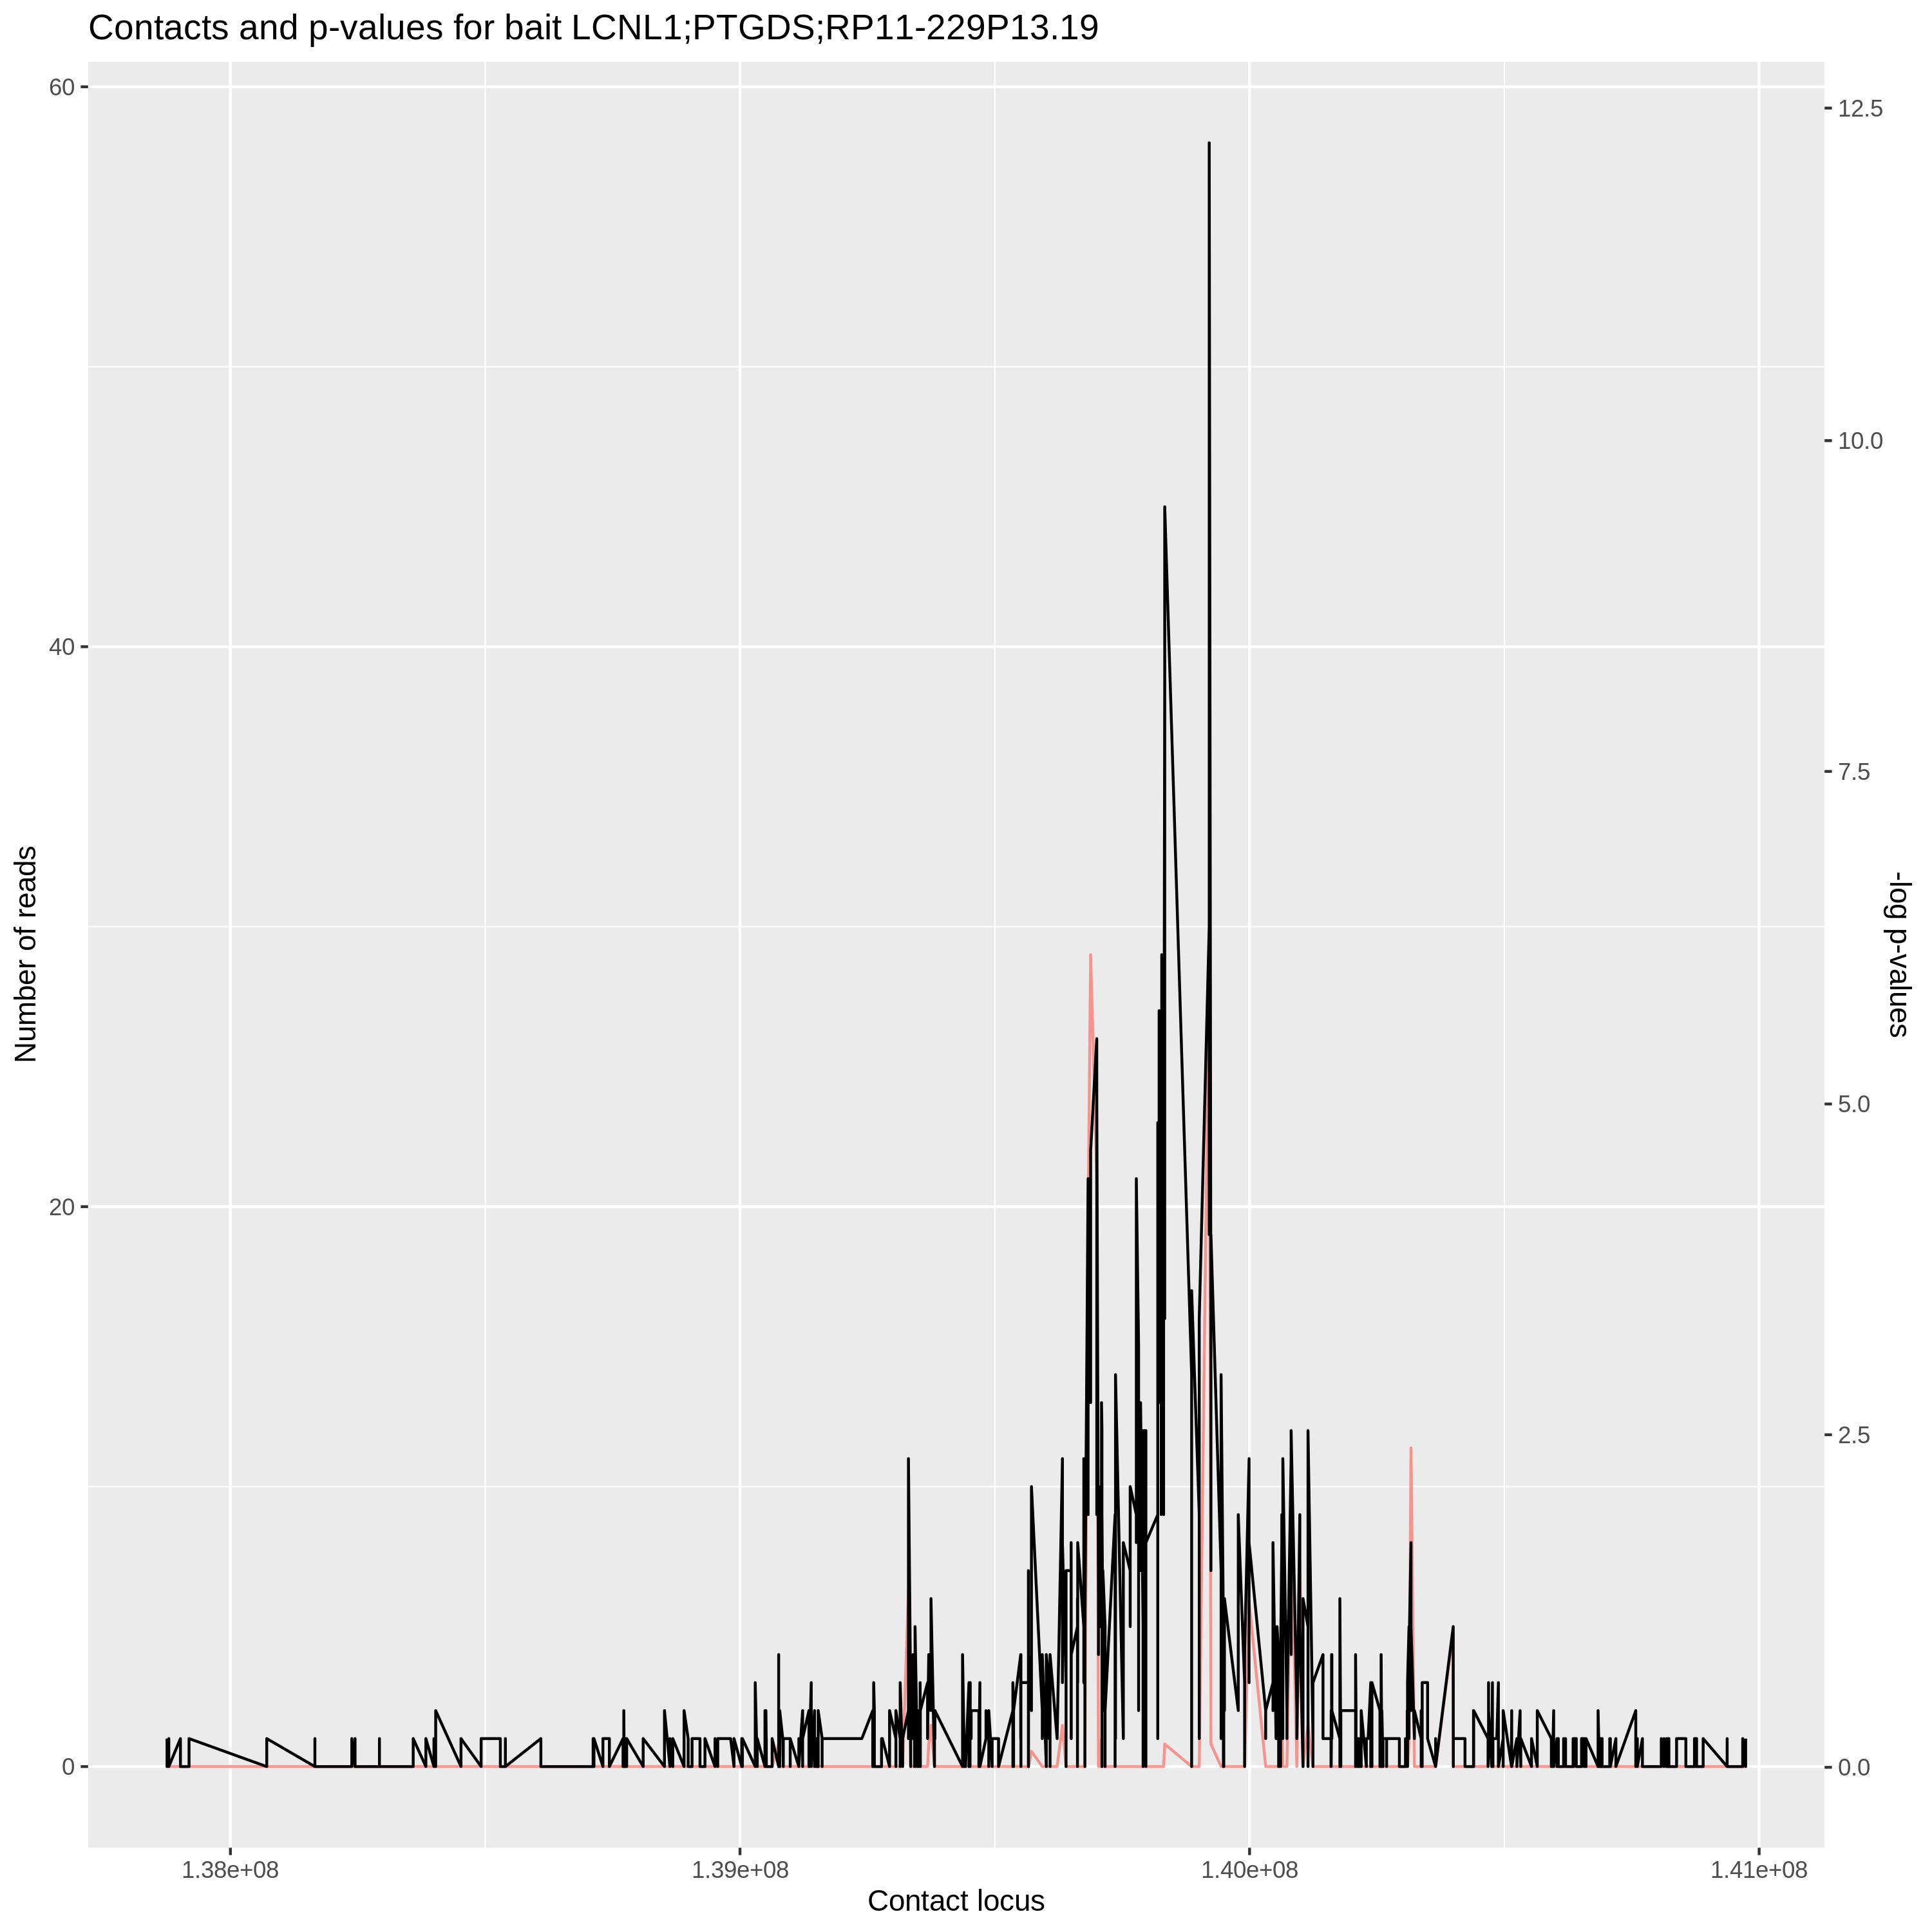 Contacts and p-values for bait LCNL1;PTGDS;RP11-229P13.19
60
40
20
0
Number of reads
12.5
10.0
7.5
5.0
2.5
0.0
-log p-values
1.38e+08
1.39e+08
1.40e+08
1.41e+08
Contact locus